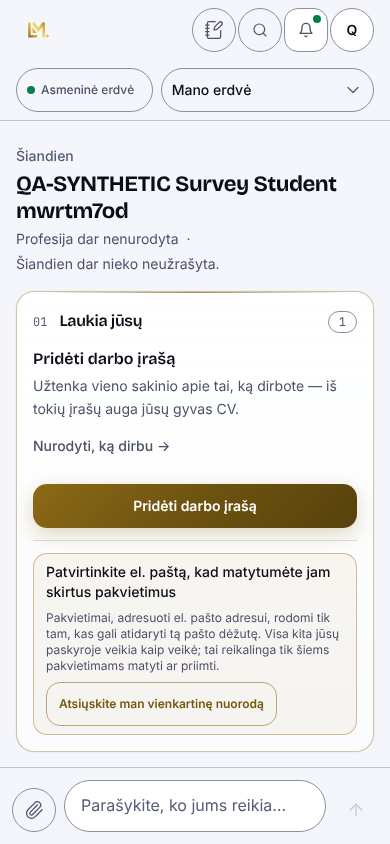 LM.
Q
Asmeninė erdvė
Mano erdvė
Šiandien
QA-SYNTHETIC Survey Student
mwrtm7od
Profesija dar nenurodyta ·
Šiandien dar nieko neužrašyta.
01 Laukia jūsų 1
Pridėti darbo įrašą
Užtenka vieno sakinio apie tai, ką dirbote — iš
tokių įrašų auga jūsų gyvas CV.
Nurodyti, ką dirbu →
Pridėti darbo įrašą
Patvirtinkite el. paštą, kad matytumėte jam
skirtus pakvietimus
Pakvietimai, adresuoti el. pašto adresui, rodomi tik
tam, kas gali atidaryti tą pašto dėžutę. Visa kita jūsų
paskyroje veikia kaip veikė; tai reikalinga tik šiems
pakvietimams matyti ar priimti.
Atsiųskite man vienkartinę nuorodą
Parašykite, ko jums reikia...